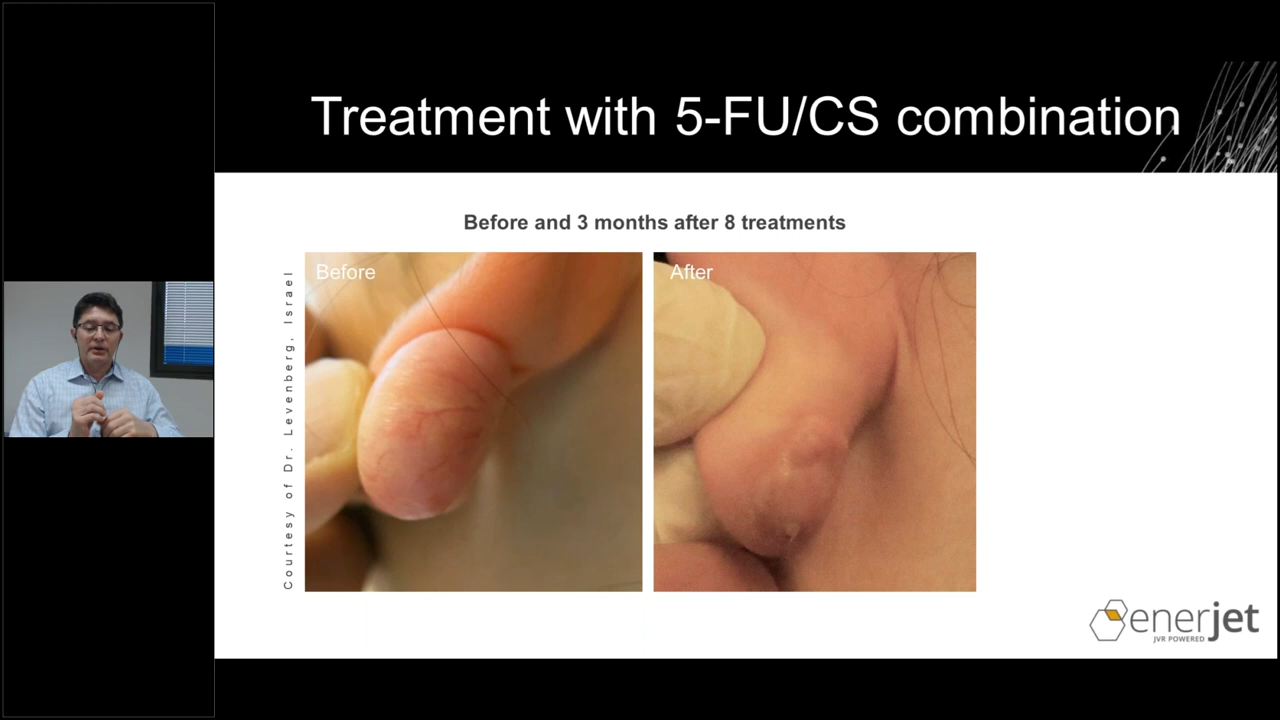 Treatment with 5-FU/CS combination
Before and 3 months after 8 treatments
Before
After
Courtesy of Dr. Levenberg, Israel
enerjet
JVR POWERED